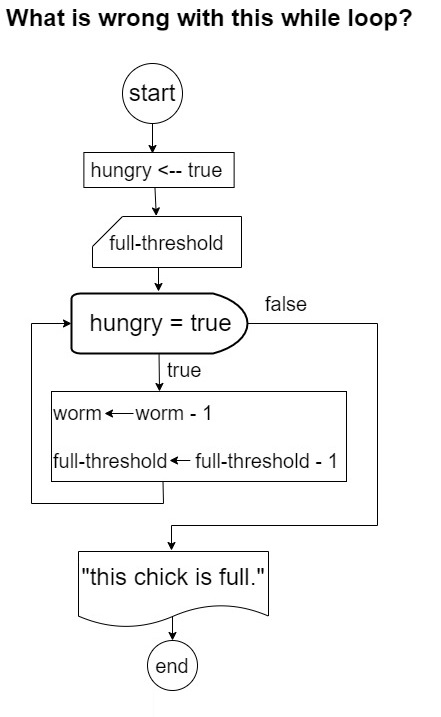 What is wrong with this while loop?
start
hungry <-- true
full-threshold
hungry = true
false
true
worm ← worm - 1
full-threshold ← full-threshold - 1
"this chick is full."
end